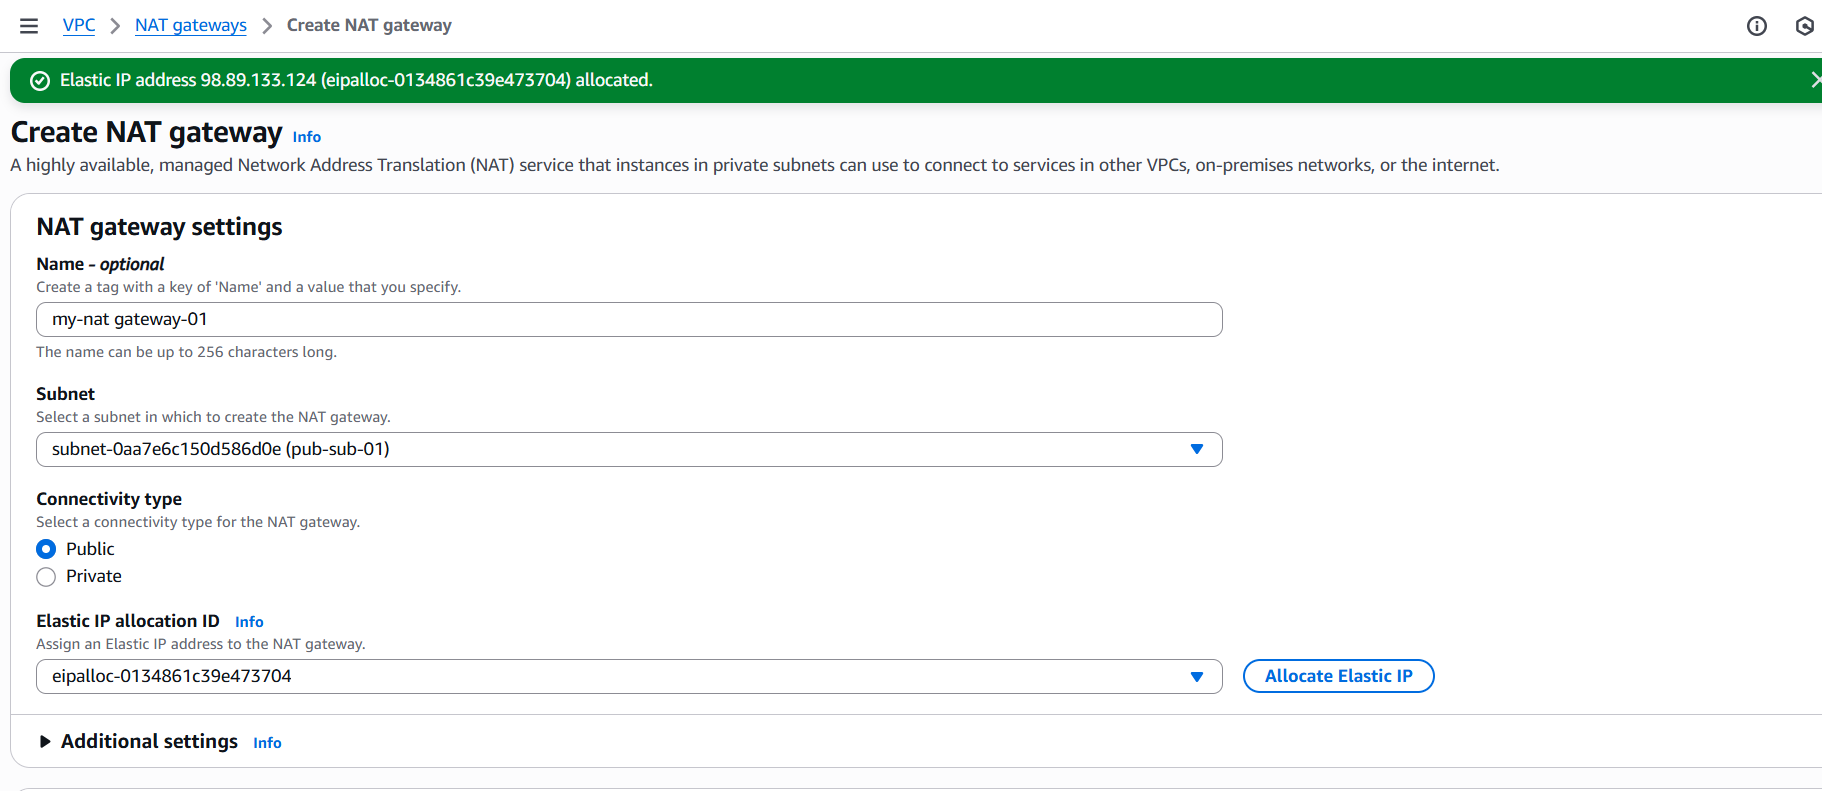 VPC > NAT gateways > Create NAT gateway
Elastic IP address 98.89.133.124 (eipalloc-0134861c39e473704) allocated.
Create NAT gateway Info
A highly available, managed Network Address Translation (NAT) service that instances in private subnets can use to connect to services in other VPCs, on-premises networks, or the internet.
NAT gateway settings
Name - optional
Create a tag with a key of 'Name' and a value that you specify.
my-nat gateway-01
The name can be up to 256 characters long.
Subnet
Select a subnet in which to create the NAT gateway.
subnet-0aa7e6c150d586d0e (pub-sub-01)
Connectivity type
Select a connectivity type for the NAT gateway.
Public
Private
Elastic IP allocation ID Info
Assign an Elastic IP address to the NAT gateway.
eipalloc-0134861c39e473704
Allocate Elastic IP
Additional settings Info